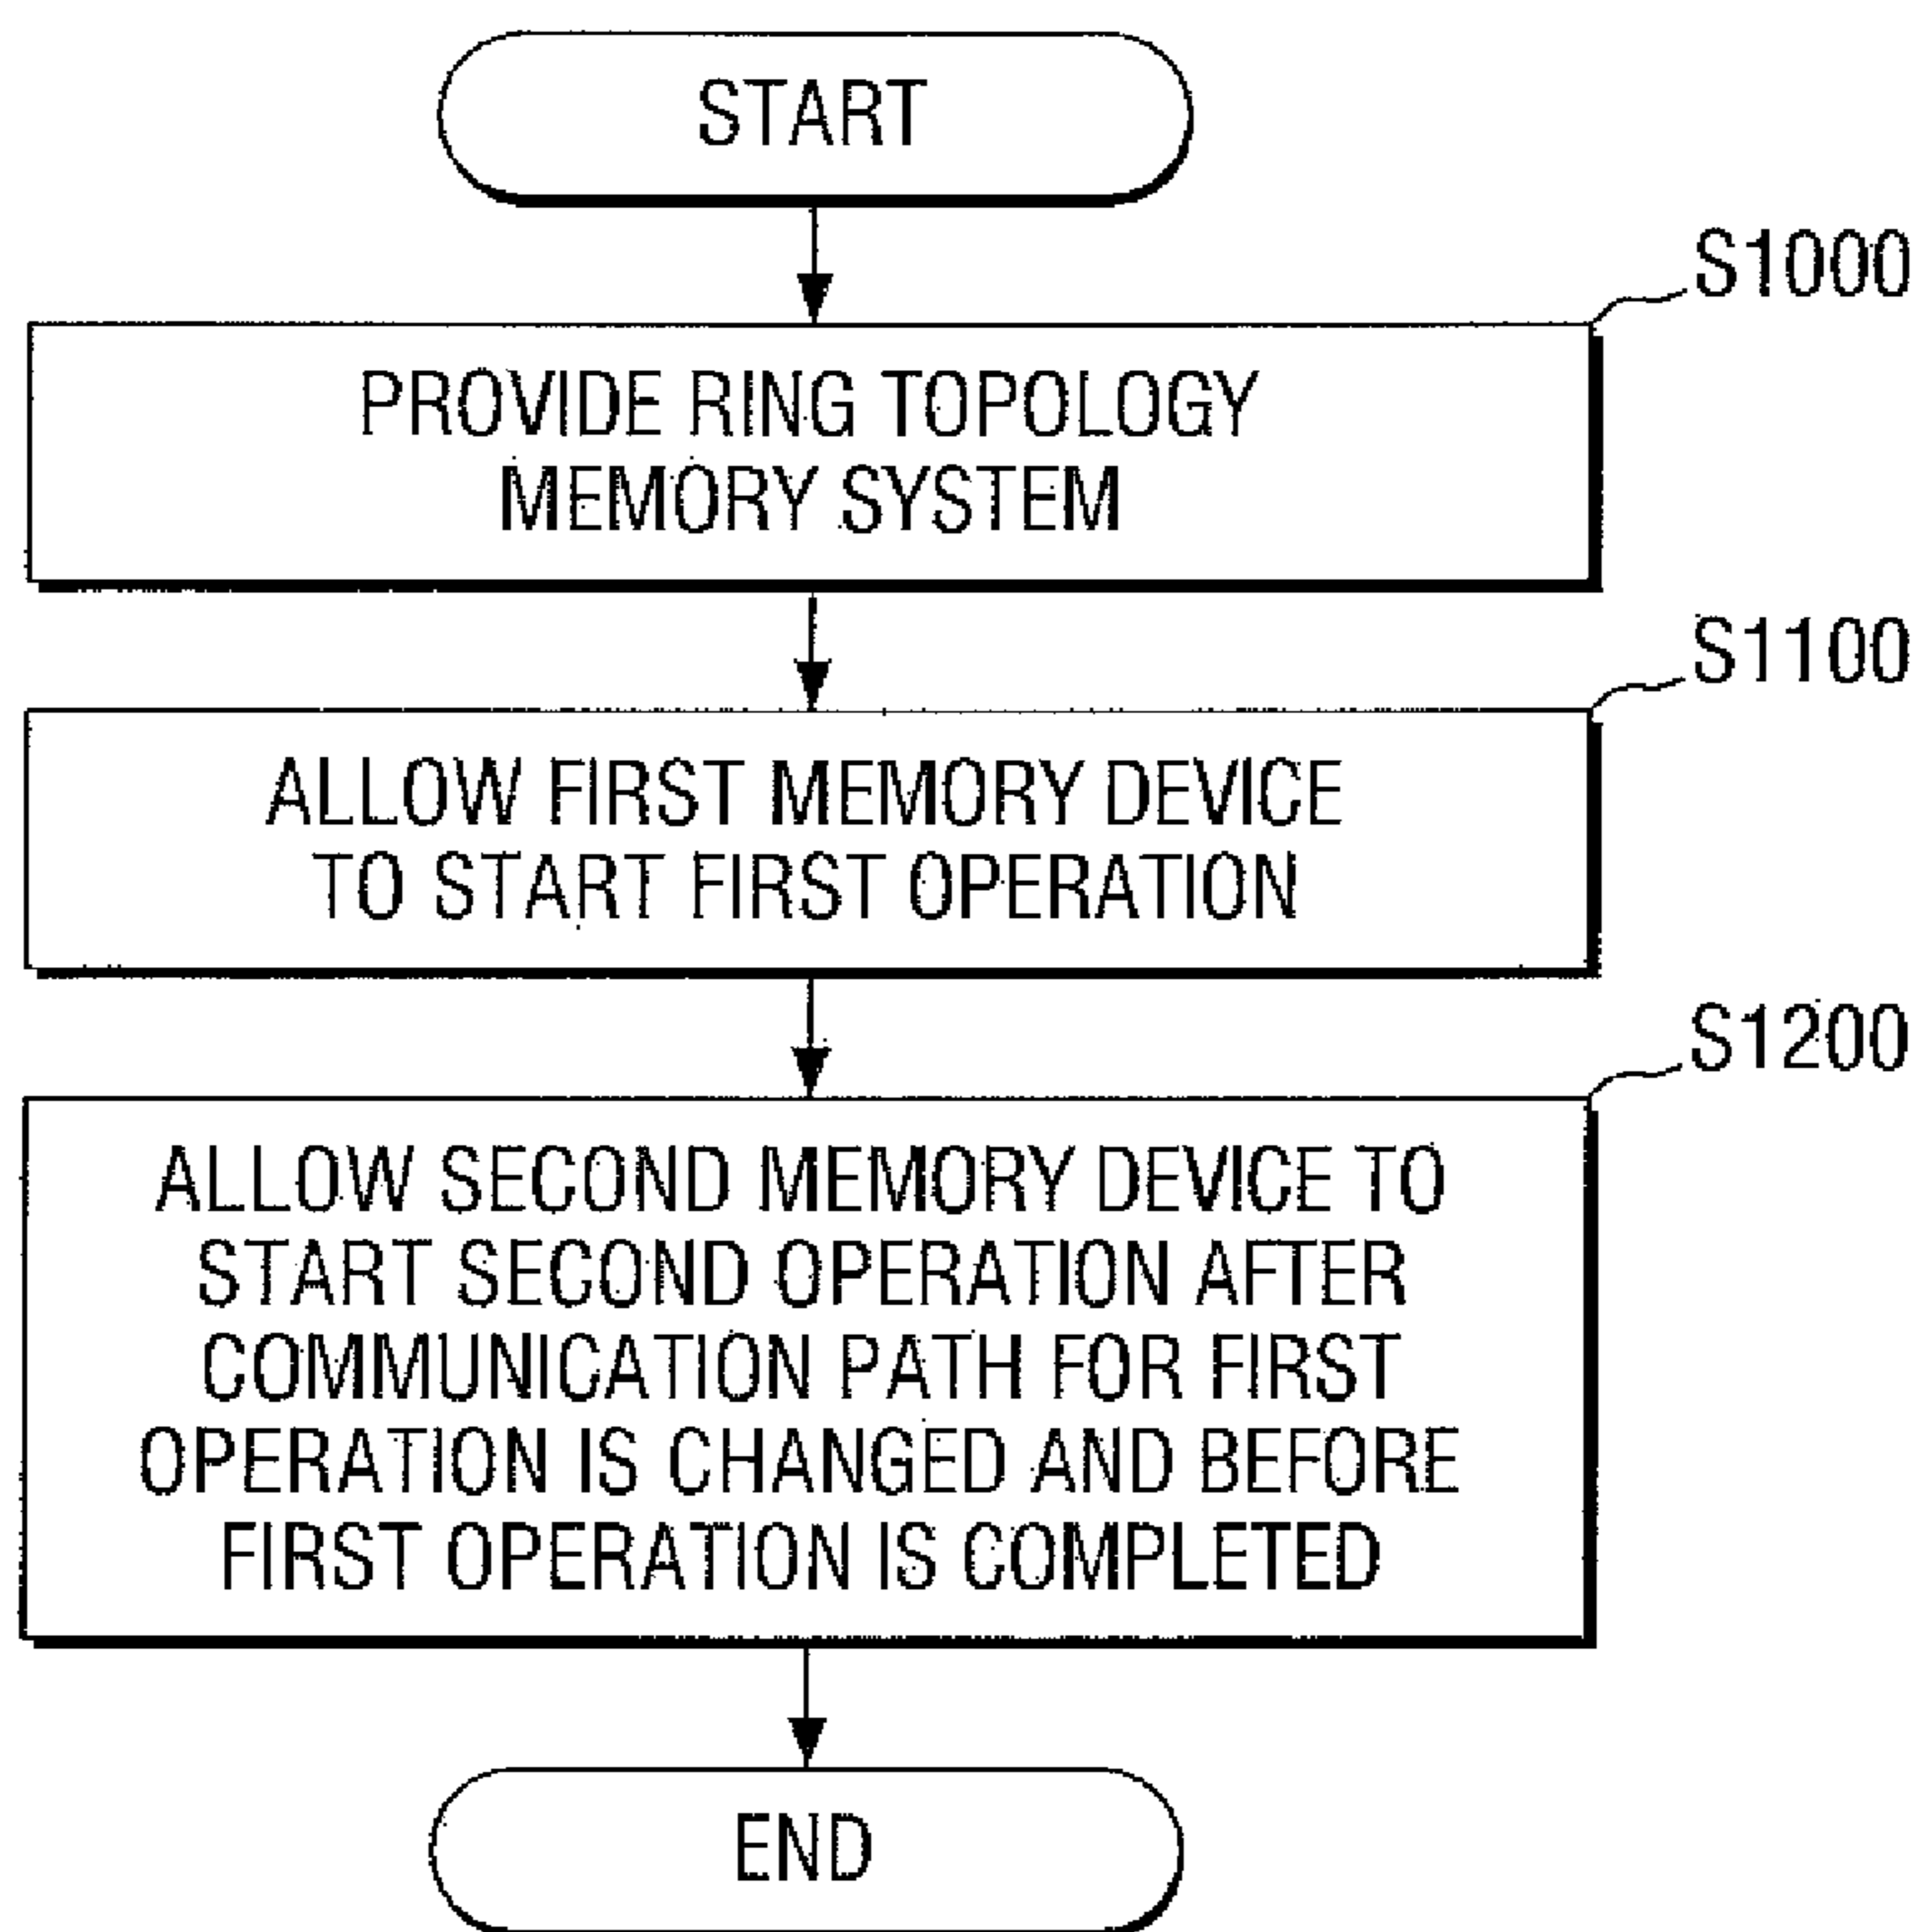 START
S1000
PROVIDE RING TOPOLOGY
MEMORY SYSTEM
S1100
ALLOW FIRST MEMORY DEVICE
TO START FIRST OPERATION
S1200
ALLOW SECOND MEMORY DEVICE TO
START SECOND OPERATION AFTER
COMMUNICATION PATH FOR FIRST
OPERATION IS CHANGED AND BEFORE
FIRST OPERATION IS COMPLETED
END